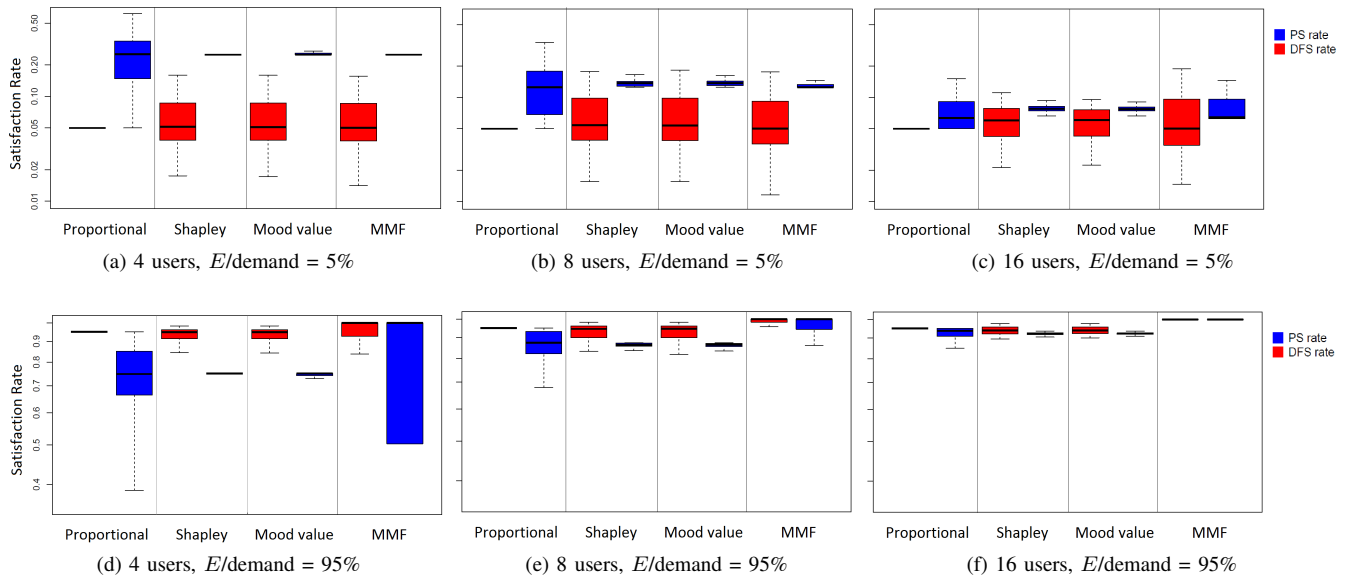 Satisfaction Rate
0.50
0.20
0.10
0.05
0.02
0.01
Proportional Shapley Mood value MMF
Proportional Shapley Mood value MMF
Proportional Shapley Mood value MMF
PS rate
DFS rate
(a) 4 users, E/demand = 5%
(b) 8 users, E/demand = 5%
(c) 16 users, E/demand = 5%
Satisfaction Rate
0.9
0.8
0.7
0.6
0.5
0.4
Proportional Shapley Mood value MMF
Proportional Shapley Mood value MMF
Proportional Shapley Mood value MMF
PS rate
DFS rate
(d) 4 users, E/demand = 95%
(e) 8 users, E/demand = 95%
(f) 16 users, E/demand = 95%